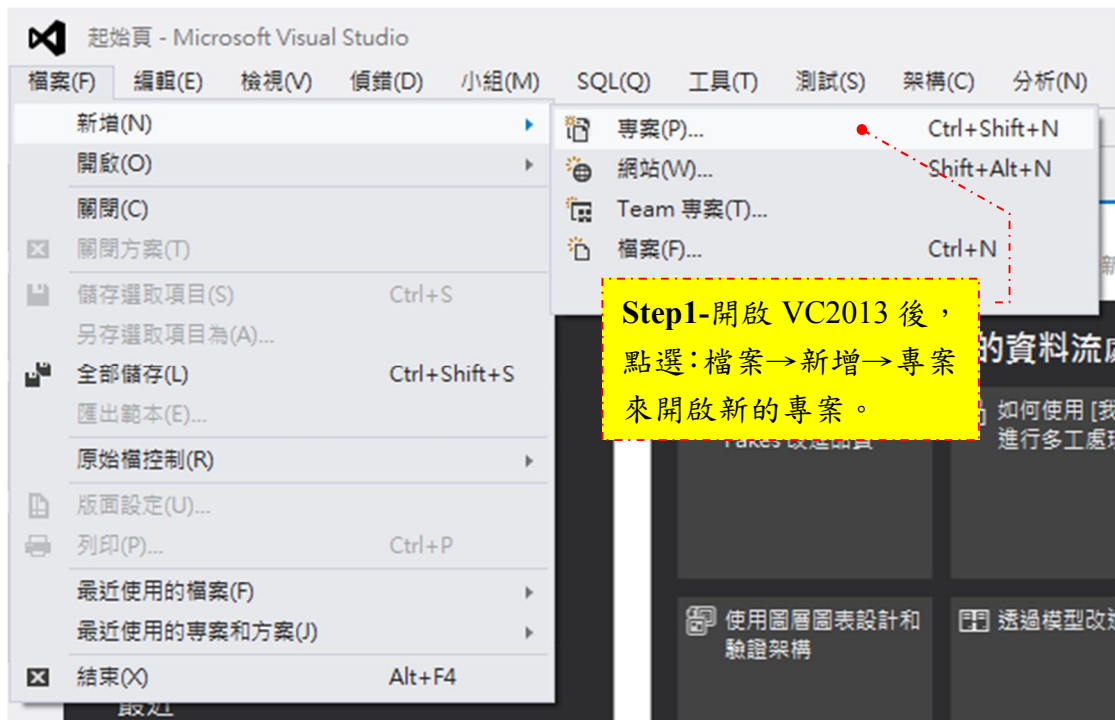 起始頁 - Microsoft Visual Studio
檔案(F) 編輯(E) 檢視(V) 偵錯(D) 小組(M) SQL(Q) 工具(T) 測試(S) 架構(C) 分析(N)
新增(N)
開啟(O)
關閉(C)
關閉方案(T)
儲存選取項目(S) Ctrl+S
另存選取項目為(A)...
全部儲存(L) Ctrl+Shift+S
匯出範本(E)...
原始檔控制(R)
版面設定(U)...
列印(P)... Ctrl+P
最近使用的檔案(F)
最近使用的專案和方案(J)
結束(X) Alt+F4
專案(P)... Ctrl+Shift+N
網站(W)... Shift+Alt+N
Team 專案(T)...
檔案(F)... Ctrl+N
Step1-開啟 VC2013 後，
點選：檔案→新增→專案
來開啟新的專案。
的資料流
如何使用 [我
進行多工處
使用圖層圖表設計和
驗證架構
透過模型改
最近